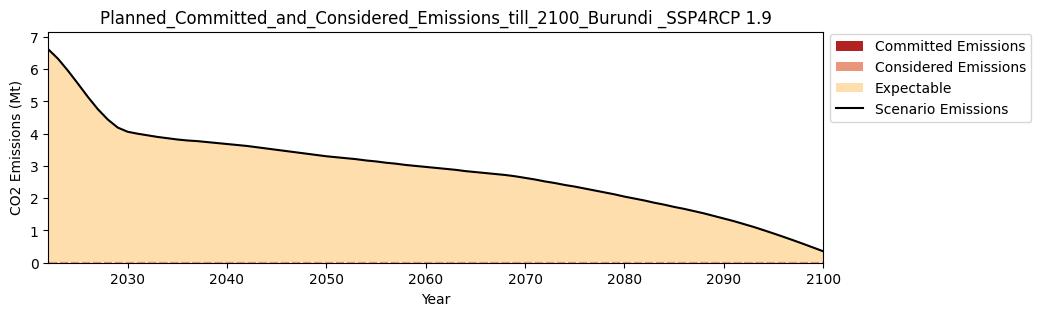 Planned_Committed_and_Considered_Emissions_till_2100_Burundi _SSP4RCP 1.9
7
6
5
4
3
2
1
0
CO2 Emissions (Mt)
2030
2040
2050
2060
2070
2080
2090
2100
Year
Committed Emissions
Considered Emissions
Expectable
Scenario Emissions